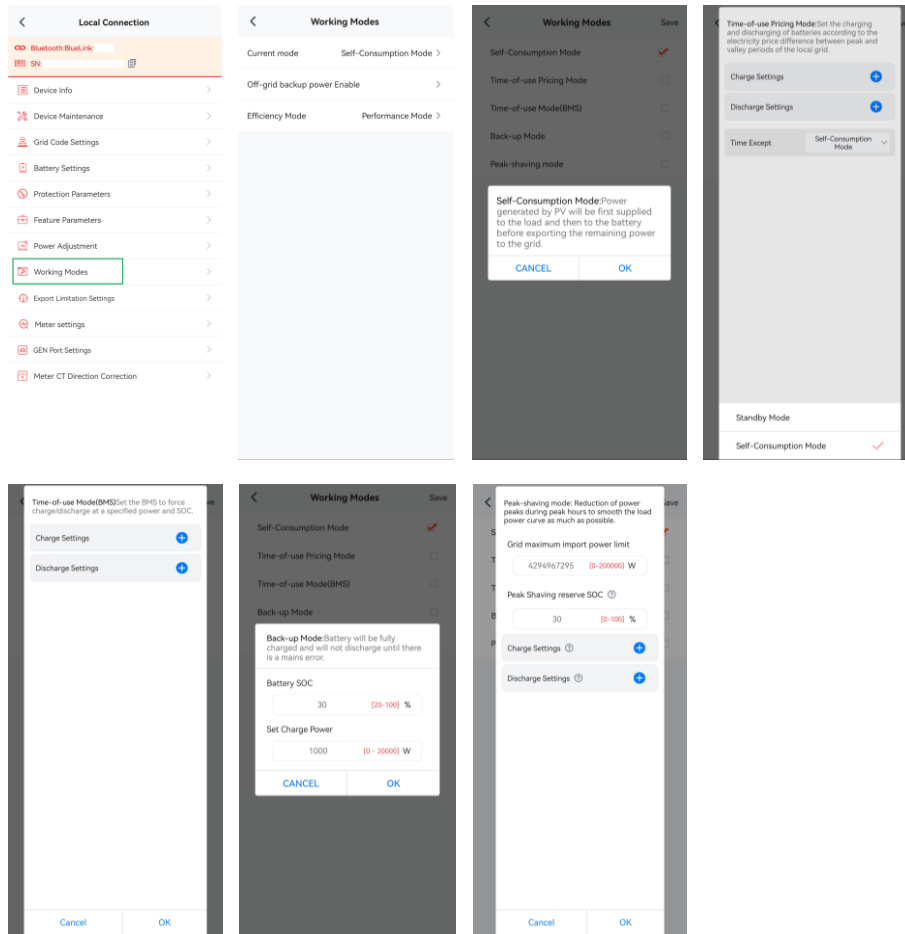 Local Connection
Bluetooth:BlueLink:
SN:
Device Info
Device Maintenance
Grid Code Settings
Battery Settings
Protection Parameters
Feature Parameters
Power Adjustment
Working Modes
Export Limitation Settings
Meter settings
GEN Port Settings
Meter CT Direction Correction
Working Modes
Current mode Self-Consumption Mode
Off-grid backup power Enable
Efficiency Mode Performance Mode
Working Modes Save
Self-Consumption Mode
Time-of-use Pricing Mode
Time-of-use Mode(BMS)
Back-up Mode
Peak-shaving mode
Self-Consumption Mode:Power
generated by PV will be first supplied
to the load and then to the battery
before exporting the remaining power
to the grid.
CANCEL OK
Time-of-use Pricing Mode:Set the charging
and discharging of batteries according to the
electricity price difference between peak and
valley periods of the local grid.
Charge Settings
Discharge Settings
Time Except Self-Consumption
Mode
Standby Mode
Self-Consumption Mode
Time-of-use Mode(BMS)Set the BMS to force
charge/discharge at a specified power and SOC.
Charge Settings
Discharge Settings
Cancel OK
Working Modes Save
Self-Consumption Mode
Time-of-use Pricing Mode
Time-of-use Mode(BMS)
Back-up Mode
Back-up Mode:Battery will be fully
charged and will not discharge until there
is a mains error.
Battery SOC
30 [20-100] %
Set Charge Power
1000 [0 - 20000] W
CANCEL OK
Peak-shaving mode: Reduction of power
peaks during peak hours to smooth the load
power curve as much as possible.
Grid maximum import power limit
4294967295 [0-200000] W
Peak Shaving reserve SOC
30 [0-100] %
Charge Settings
Discharge Settings
Cancel OK